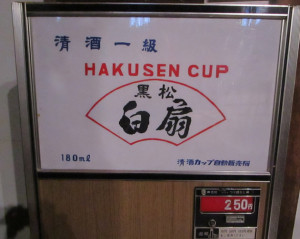 清酒一級
HAKUSEN CUP
黒松
白扇
180mℓ
清酒カップ自動販売機
250円